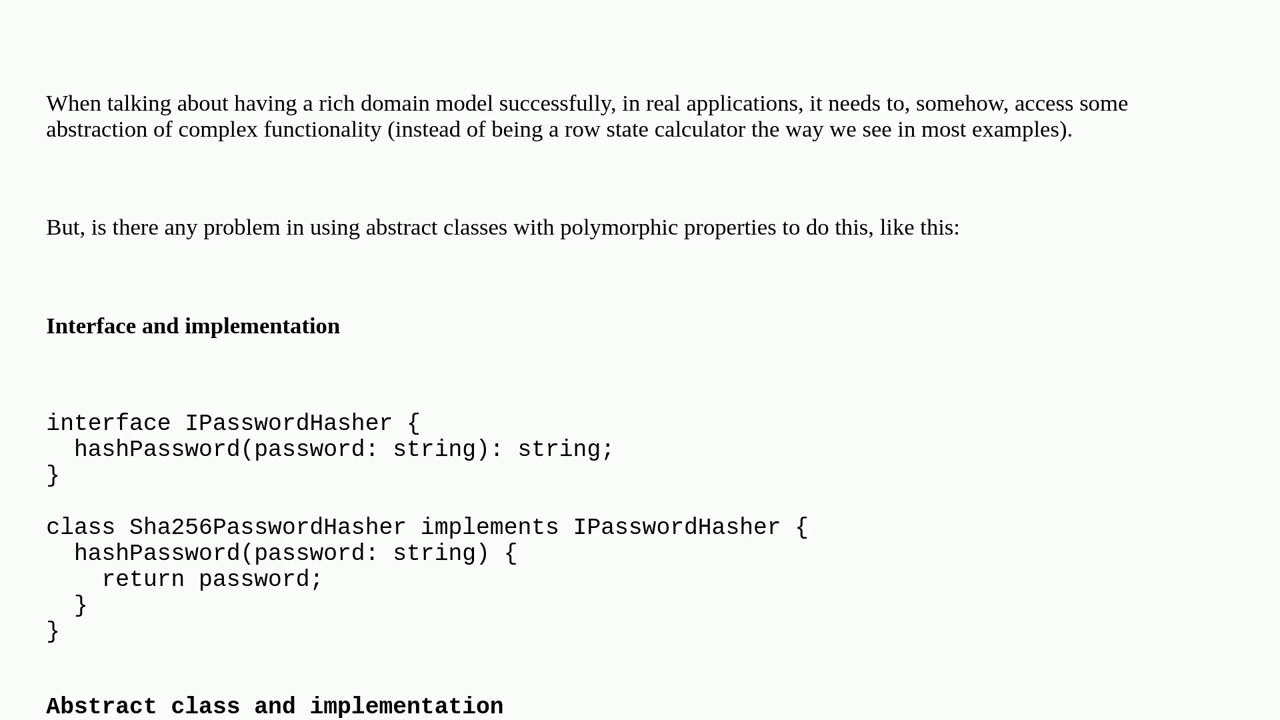 When talking about having a rich domain model successfully, in real applications, it needs to, somehow, access some
abstraction of complex functionality (instead of being a row state calculator the way we see in most examples).
But, is there any problem in using abstract classes with polymorphic properties to do this, like this:
Interface and implementation
interface IPasswordHasher {
  hashPassword(password: string): string;
}
class Sha256PasswordHasher implements IPasswordHasher {
  hashPassword(password: string) {
    return password;
  }
}
Abstract class and implementation